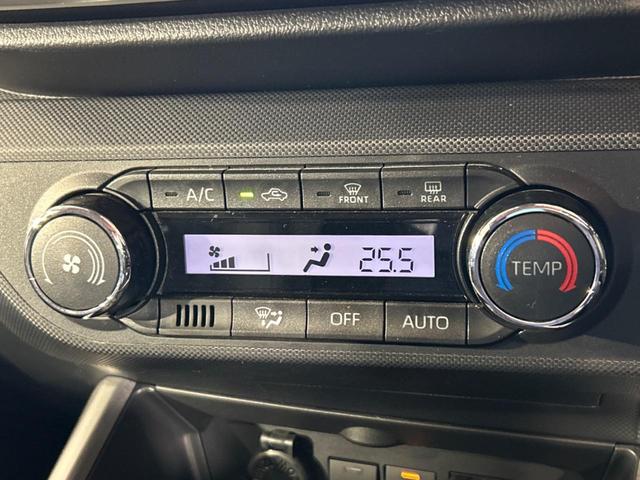 A/C
FRONT
REAR
25.5
TEMP
OFF
AUTO